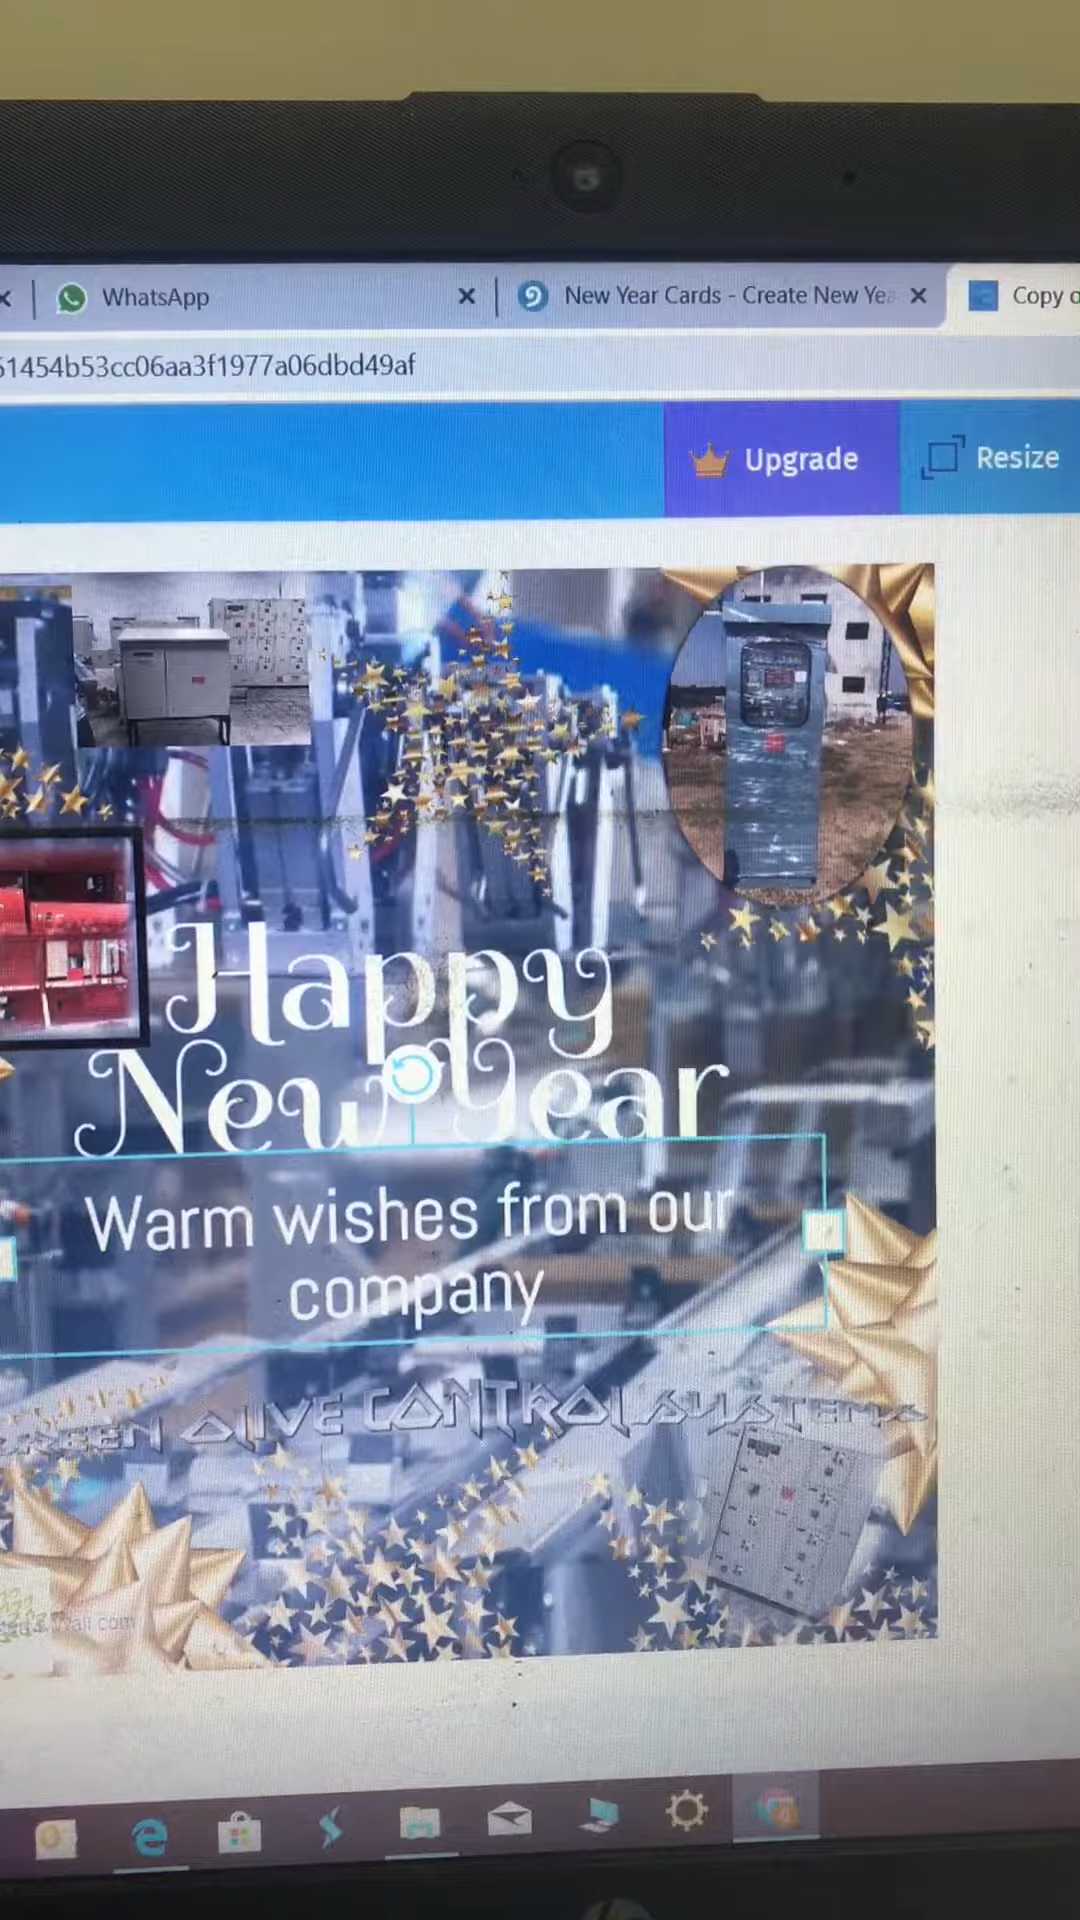 WhatsApp
New Year Cards - Create New Yea
Copy o
51454b53cc06aa3f1977a06dbd49af
Upgrade
Resize
Happy
New Year
Warm wishes from our
company
REEN OLIVE CONTROL SYSTEMS